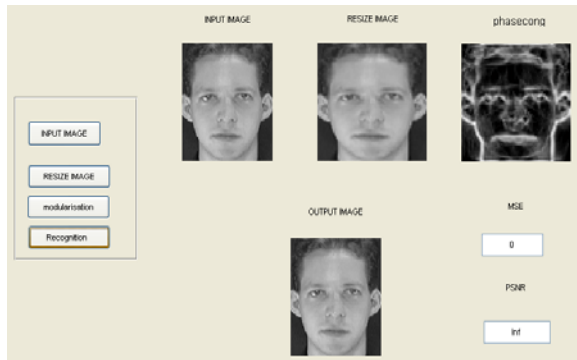 INPUT IMAGE
RESIZE IMAGE
phasecong
INPUT IMAGE
RESIZE IMAGE
modularisation
Recognition
OUTPUT IMAGE
MSE
0
PSNR
Inf